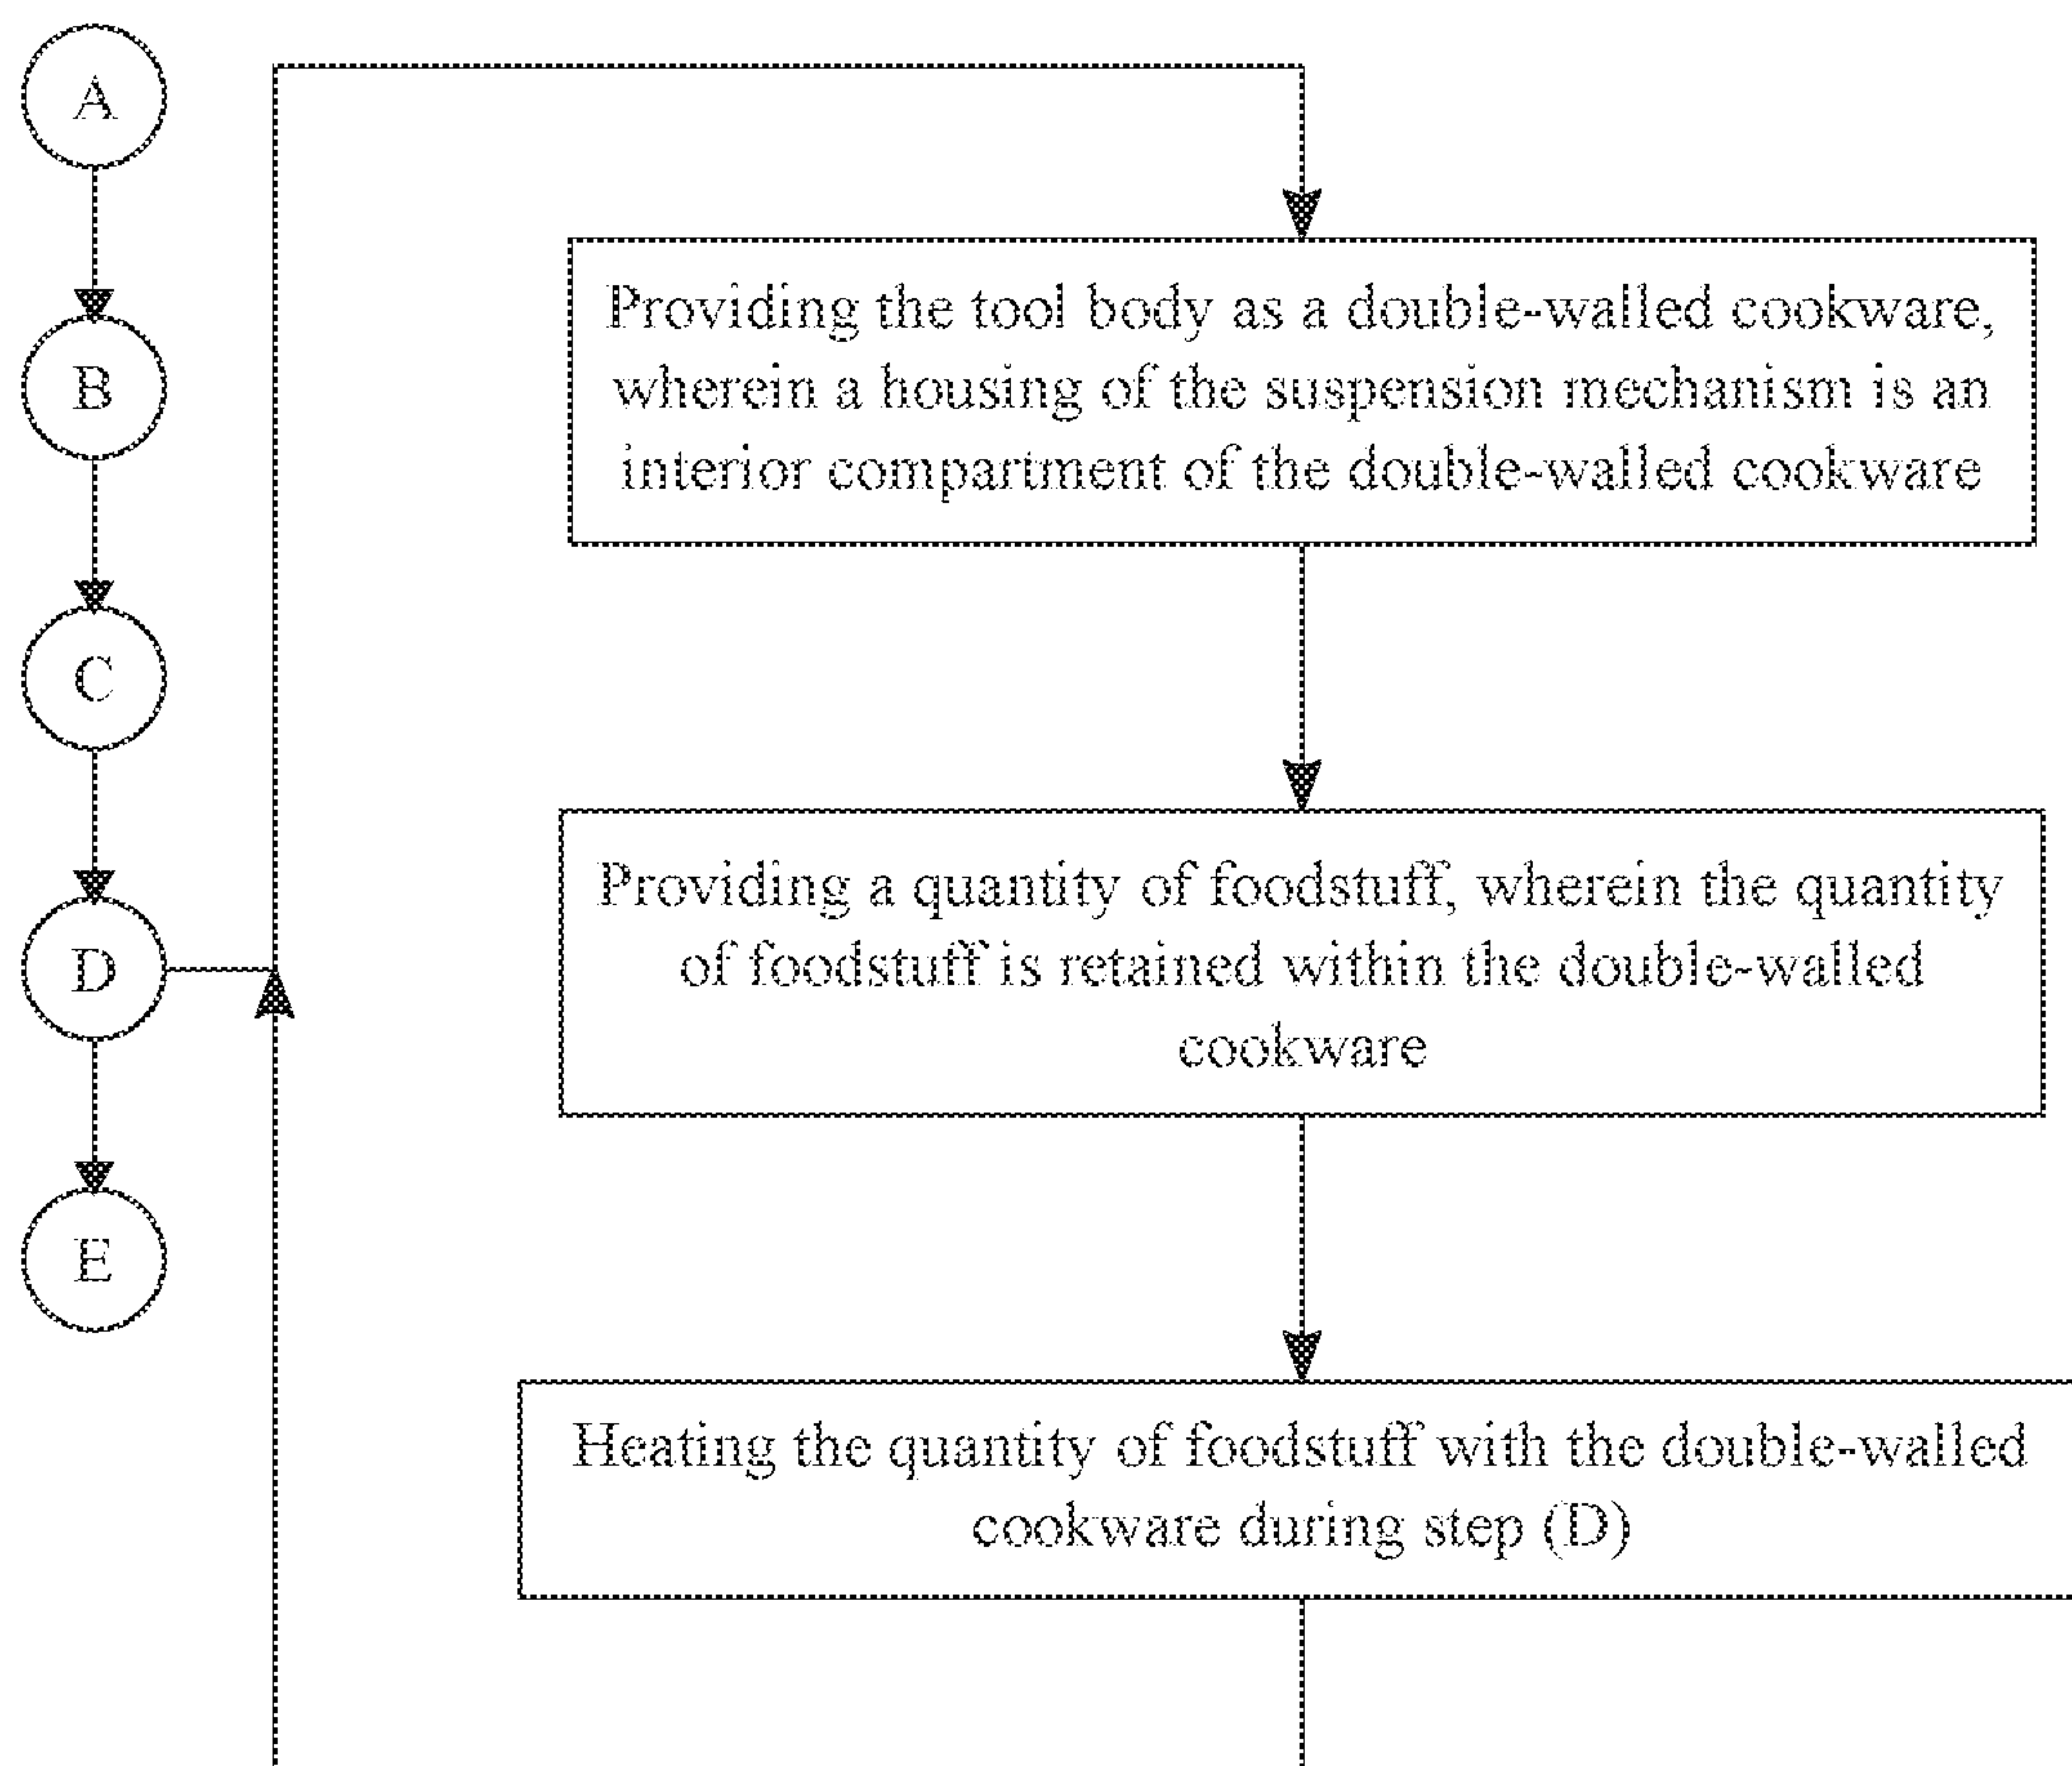 A
B
C
D
E
Providing the tool body as a double-walled cookware,
wherein a housing of the suspension mechanism is an
interior compartment of the double-walled cookware
Providing a quantity of foodstuff, wherein the quantity
of foodstuff is retained within the double-walled
cookware
Heating the quantity of foodstuff with the double-walled
cookware during step (D)